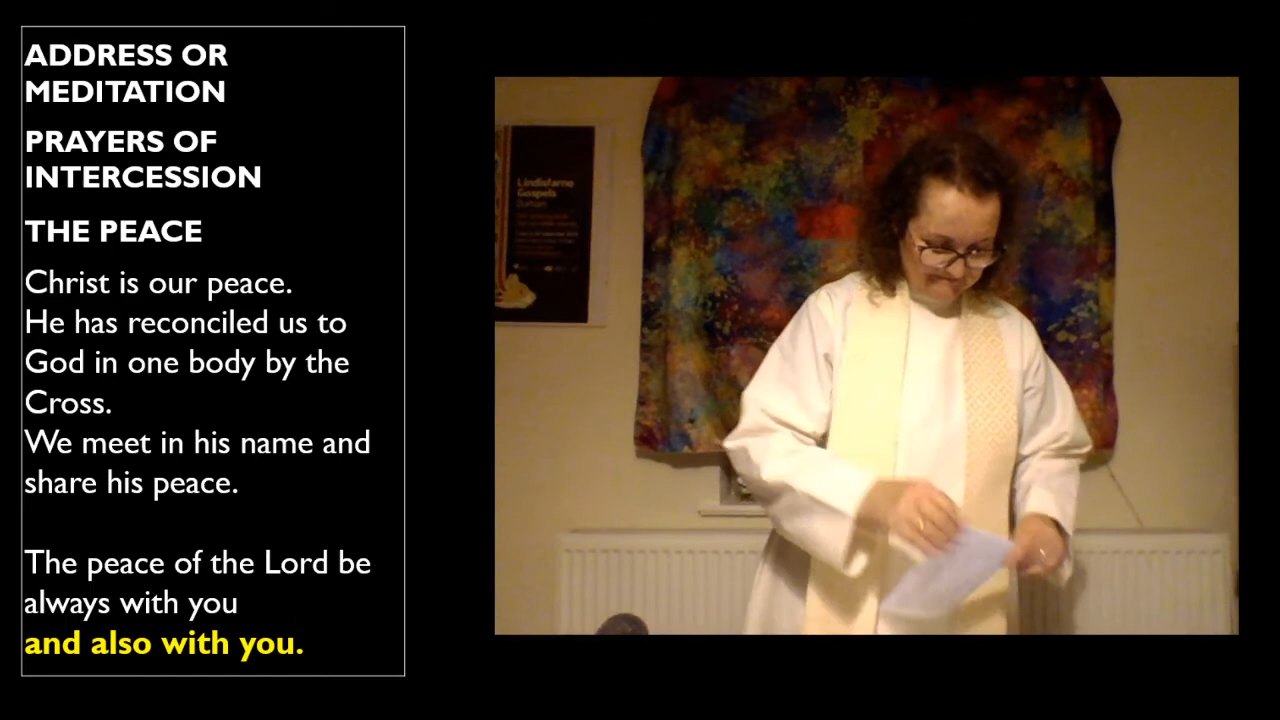 ADDRESS OR
MEDITATION
PRAYERS OF
INTERCESSION
THE PEACE
Christ is our peace.
He has reconciled us to
God in one body by the
Cross.
We meet in his name and
share his peace.
The peace of the Lord be
always with you
and also with you.
Lindisfarne
Gospels
Durham